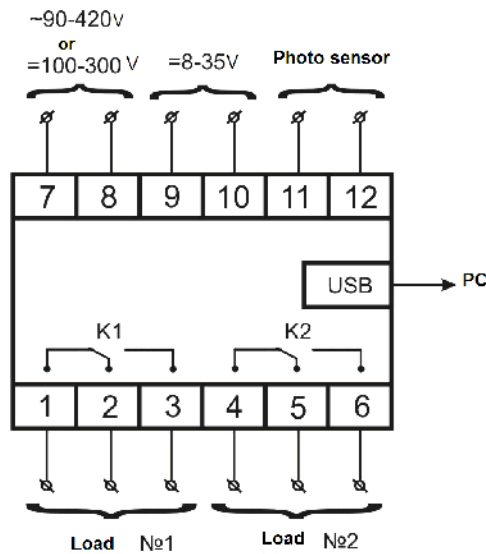 ~90-420V
or
=100-300 V
=8-35V
Photo sensor
7 8 9 10 11 12
USB
PC
K1 K2
1 2 3 4 5 6
Load №1
Load №2